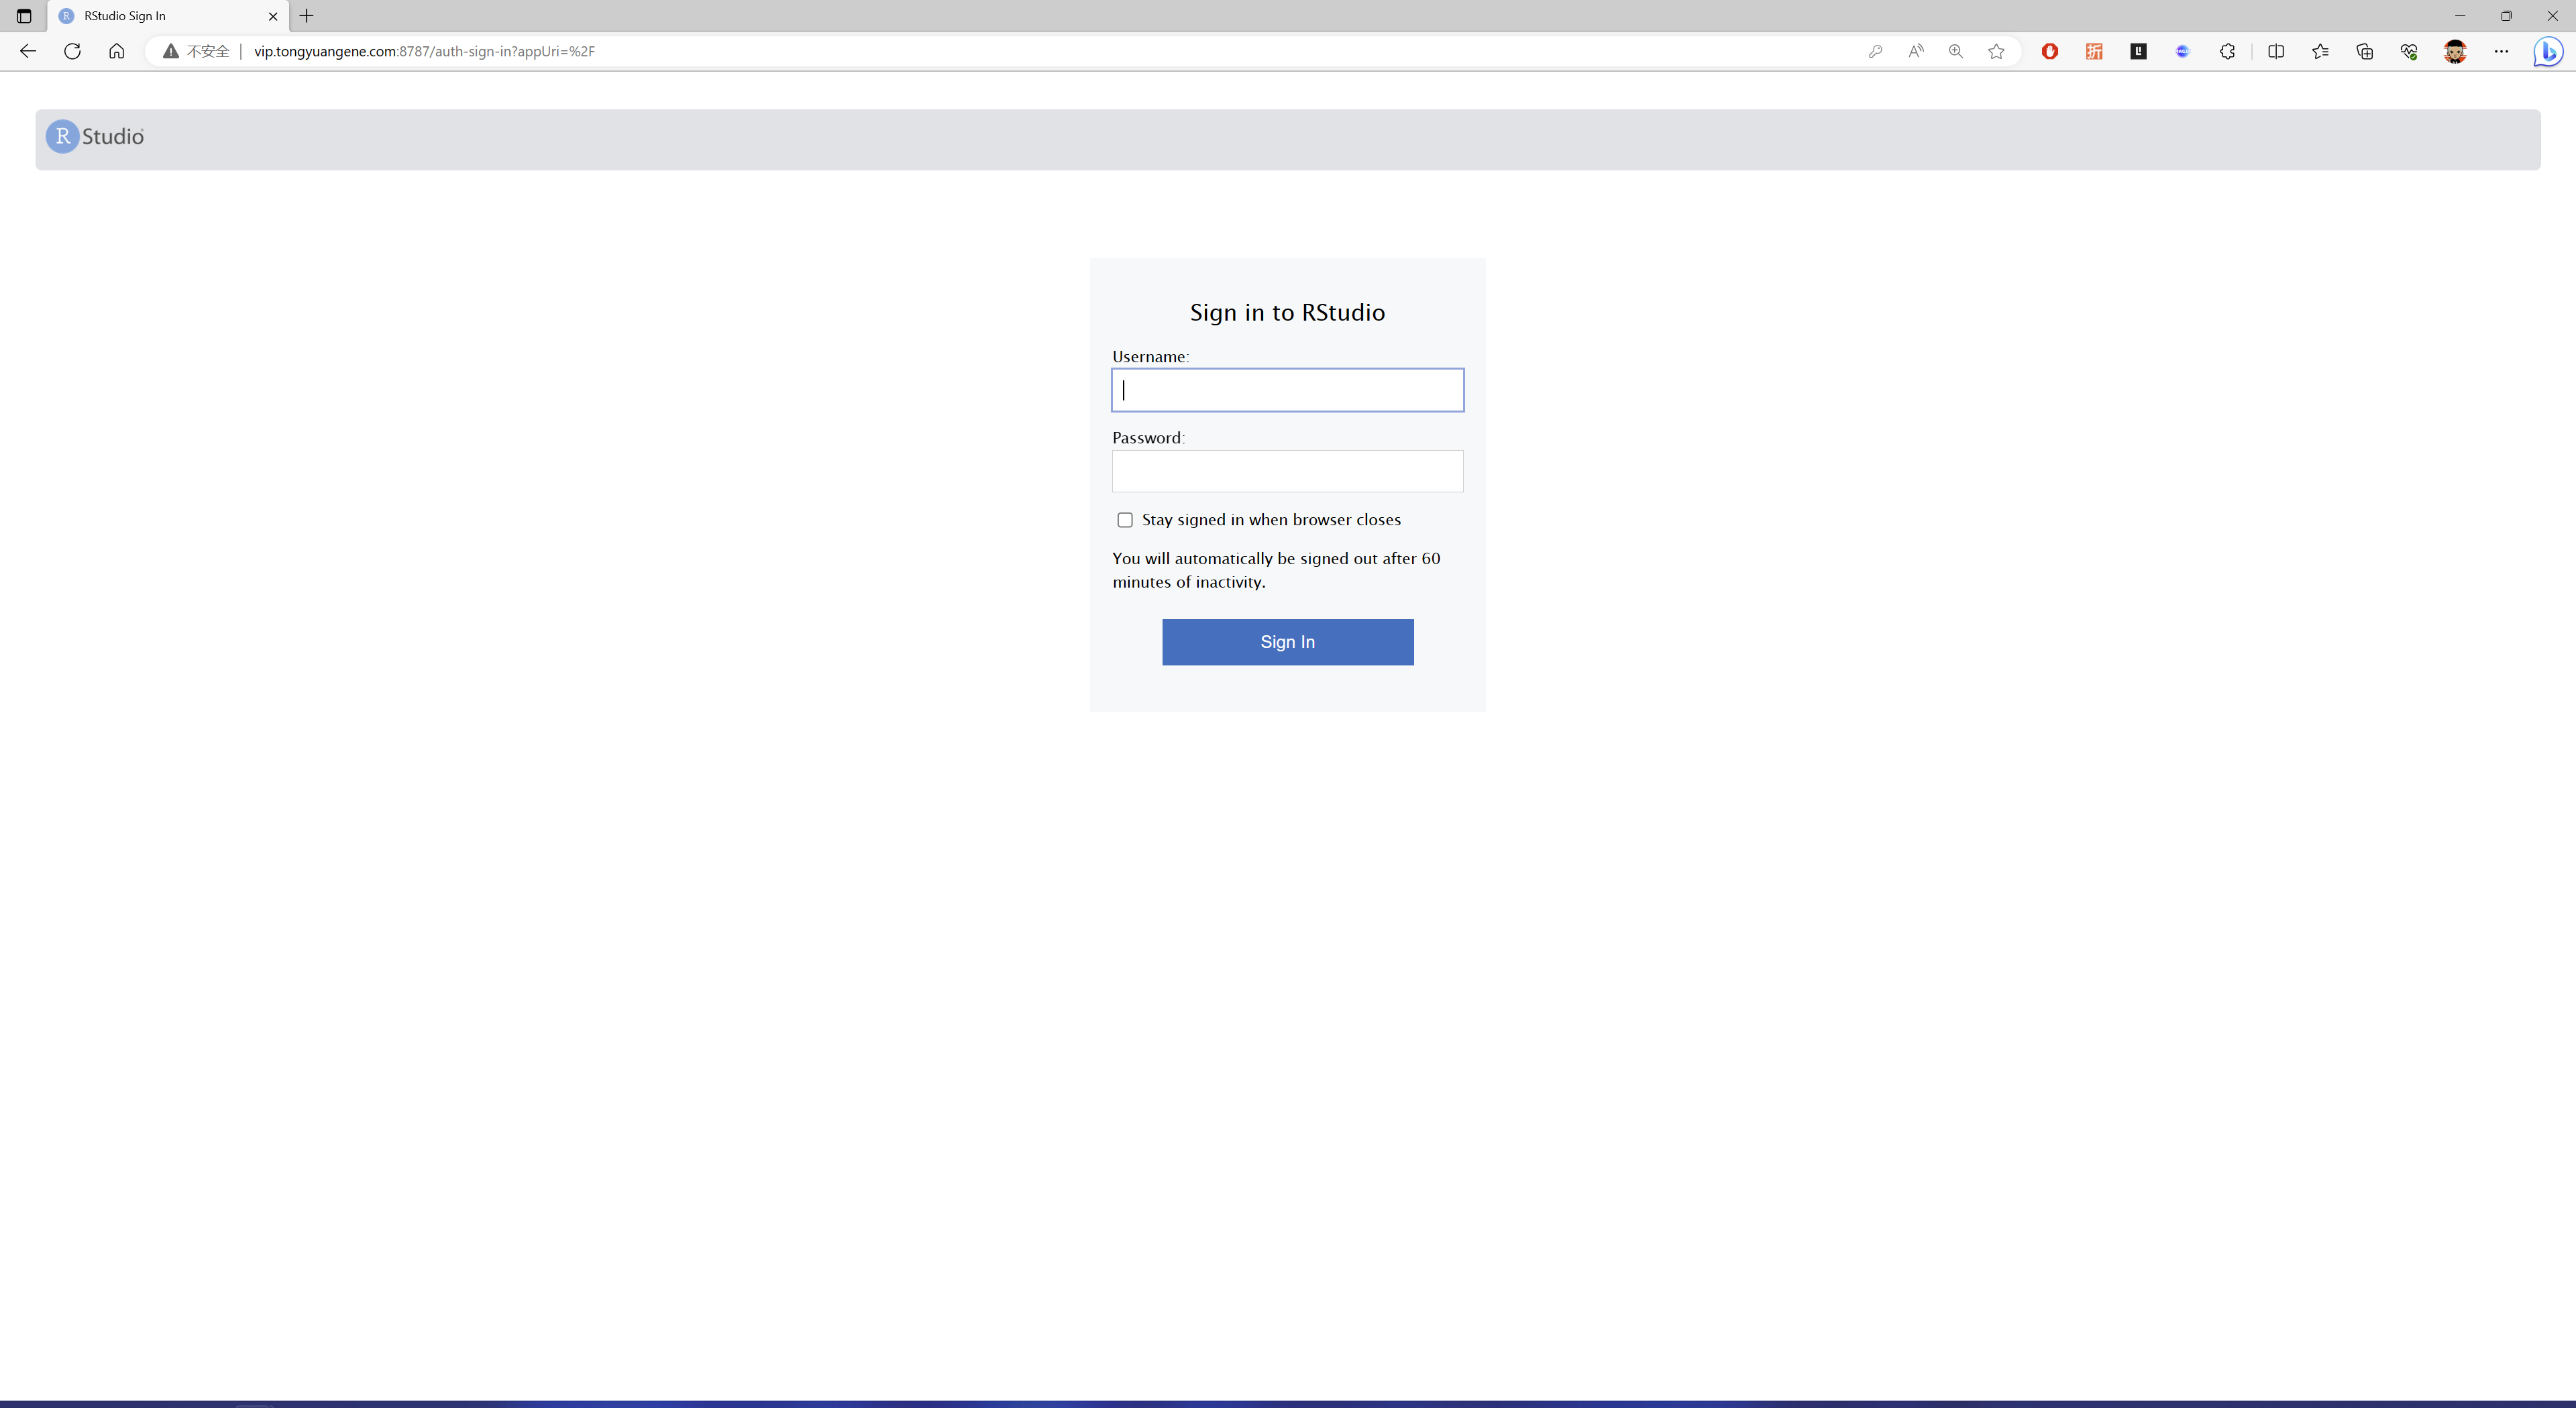 RStudio Sign In
不安全 | vip.tongyuangene.com:8787/auth-sign-in?appUri=%2F
R Studio
Sign in to RStudio
Username:
Password:
Stay signed in when browser closes
You will automatically be signed out after 60
minutes of inactivity.
Sign In